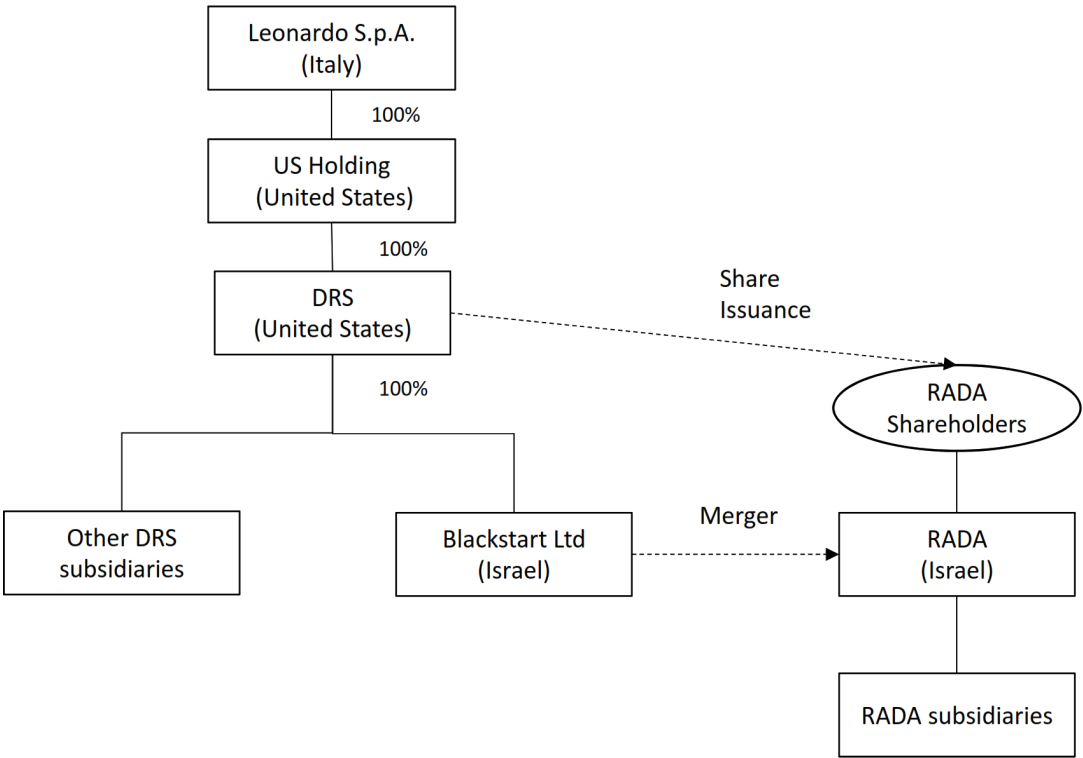 Leonardo S.p.A.
(Italy)
100%
US Holding
(United States)
100%
DRS
(United States)
Share
Issuance
100%
RADA
Shareholders
Other DRS
subsidiaries
Blackstart Ltd
(Israel)
Merger
RADA
(Israel)
RADA subsidiaries